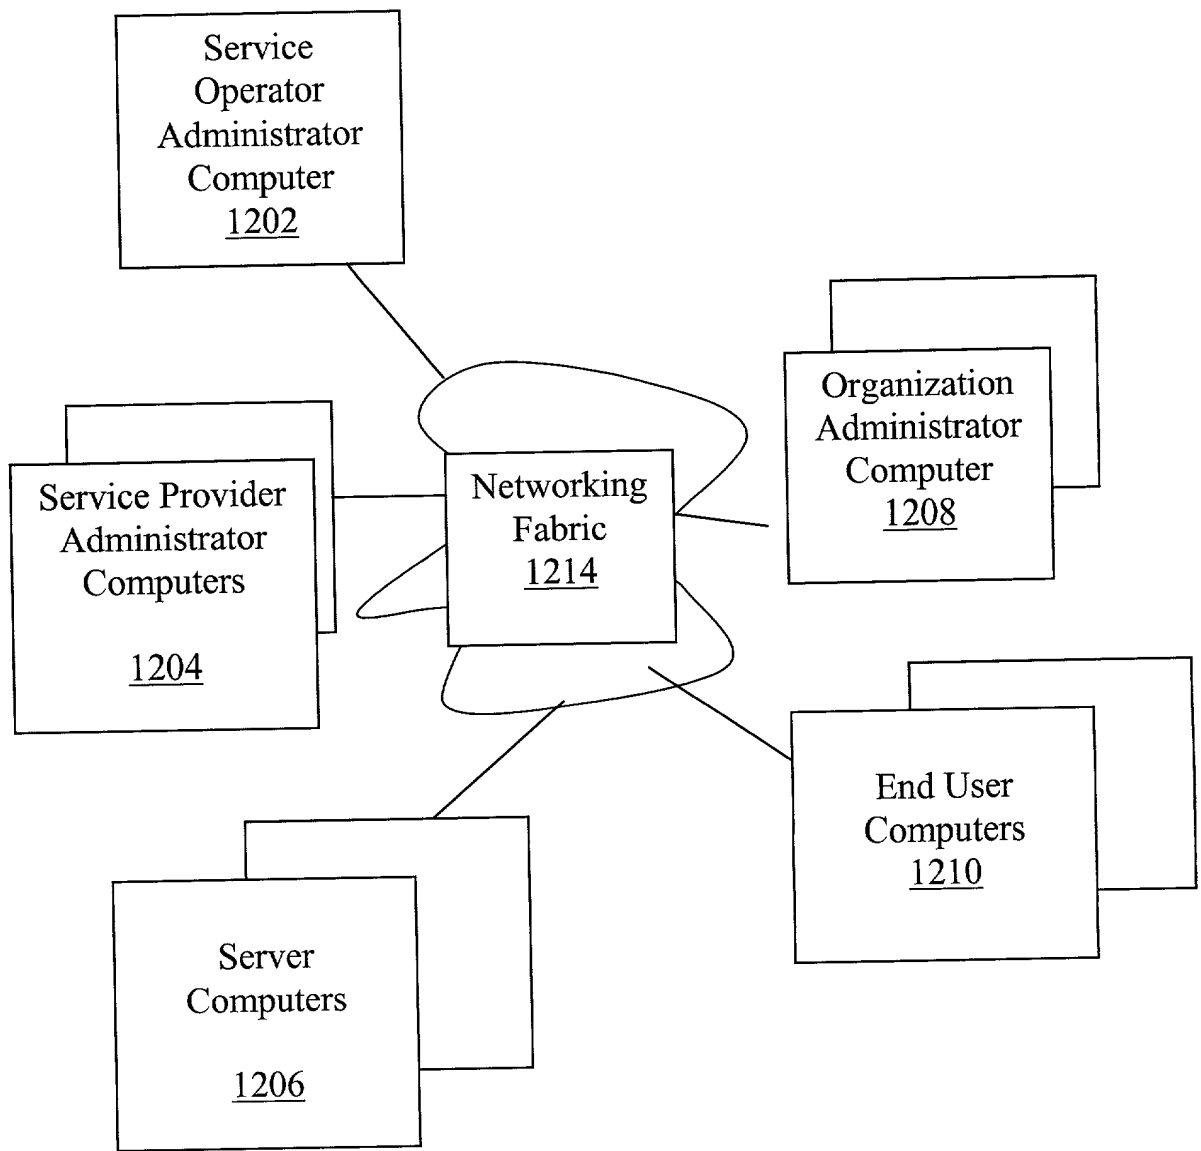 Service
Operator
Administrator
Computer
1202
Organization
Administrator
Computer
1208
Service Provider
Administrator
Computers
1204
Networking
Fabric
1214
End User
Computers
1210
Server
Computers
1206